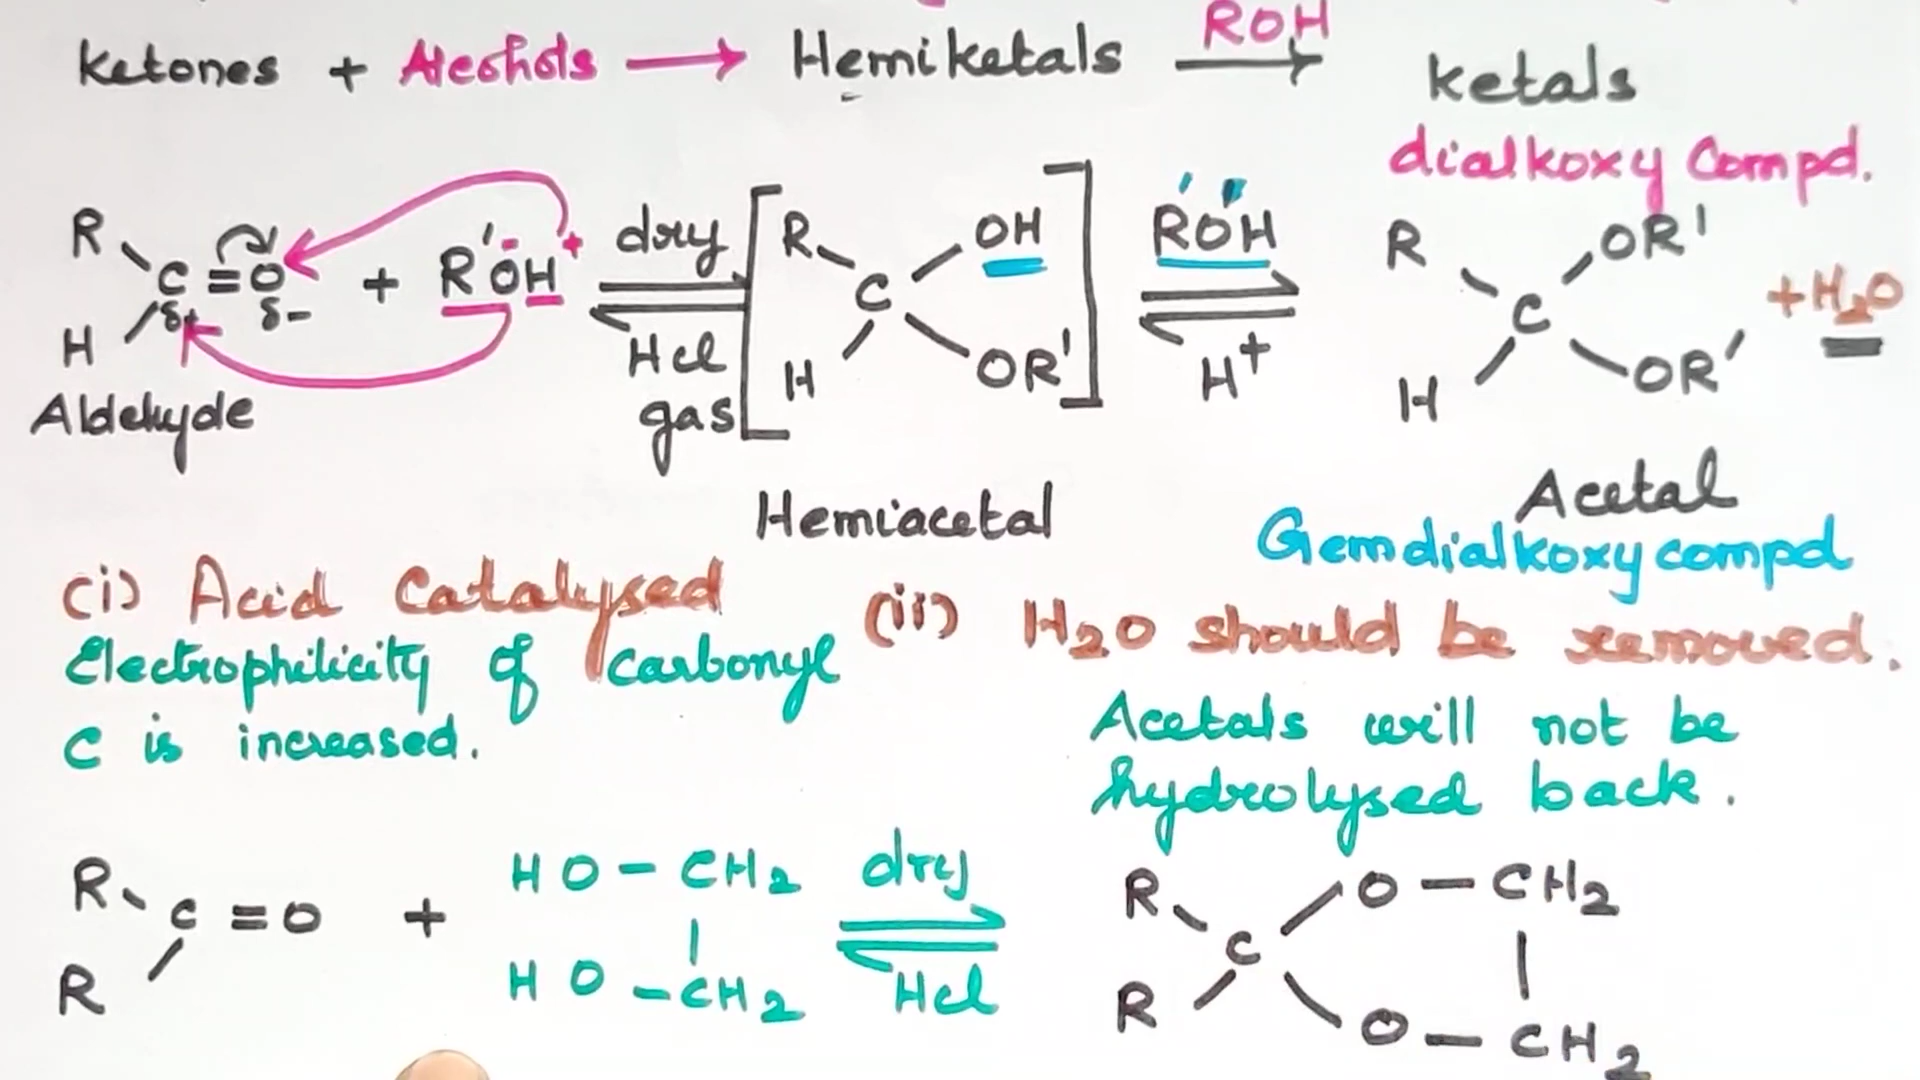 Ketones + Alcohols → Hemiketals ROH → Ketals
dialkoxy Compd.
R C = O + R'OH dry HCl gas [R C OH H OR'] R'OH H+ R C OR' H OR' + H2O
H δ+ δ-
Aldehyde
Hemiacetal
Acetal
Gemdialkoxy compd
(i) Acid Catalysed
Electrophilicity of carbonyl
C is increased.
(ii) H2O should be removed.
Acetals will not be
hydrolysed back.
R C = O + HO - CH2 dry R C O - CH2
R HO - CH2 HCl R O - CH2